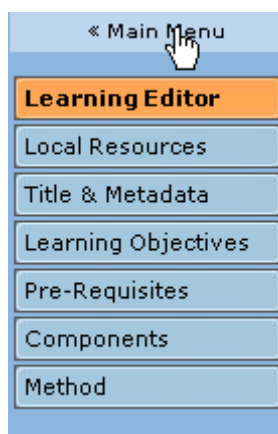 « Main Menu
Learning Editor
Local Resources
Title & Metadata
Learning Objectives
Pre-Requisites
Components
Method